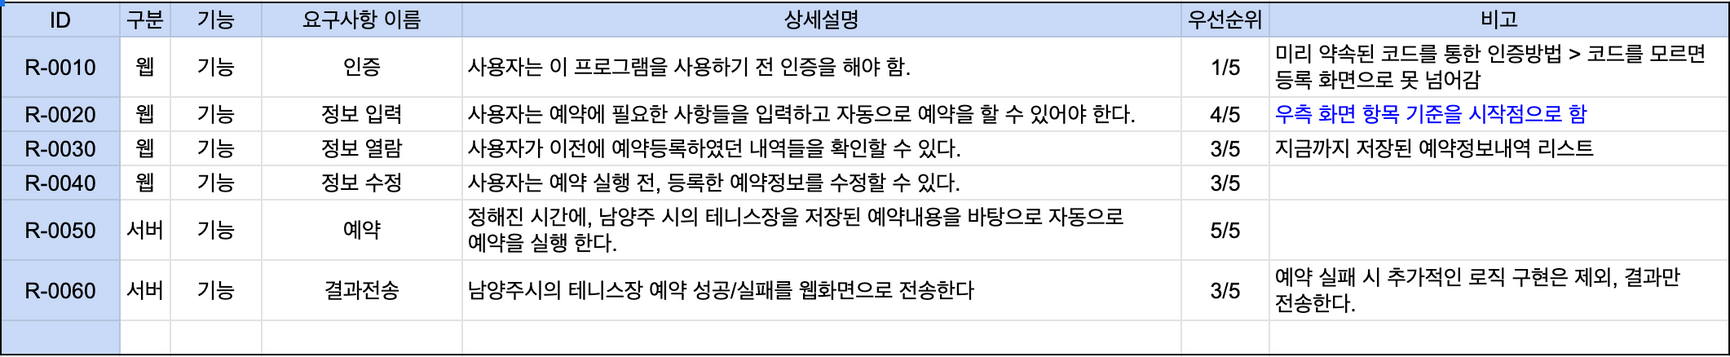 ID 구분 기능 요구사항 이름 상세설명 우선순위 비고
R-0010 웹 기능 인증 사용자는 이 프로그램을 사용하기 전 인증을 해야 함. 1/5 미리 약속된 코드를 통한 인증방법 > 코드를 모르면
등록 화면으로 못 넘어감
R-0020 웹 기능 정보 입력 사용자는 예약에 필요한 사항들을 입력하고 자동으로 예약을 할 수 있어야 한다. 4/5 우측 화면 항목 기준을 시작점으로 함
R-0030 웹 기능 정보 열람 사용자가 이전에 예약등록하였던 내역들을 확인할 수 있다. 3/5 지금까지 저장된 예약정보내역 리스트
R-0040 웹 기능 정보 수정 사용자는 예약 실행 전, 등록한 예약정보를 수정할 수 있다. 3/5
R-0050 서버 기능 예약 정해진 시간에, 남양주 시의 테니스장을 저장된 예약내용을 바탕으로 자동으로
예약을 실행 한다. 5/5
R-0060 서버 기능 결과전송 남양주시의 테니스장 예약 성공/실패를 웹화면으로 전송한다 3/5 예약 실패 시 추가적인 로직 구현은 제외, 결과만
전송한다.